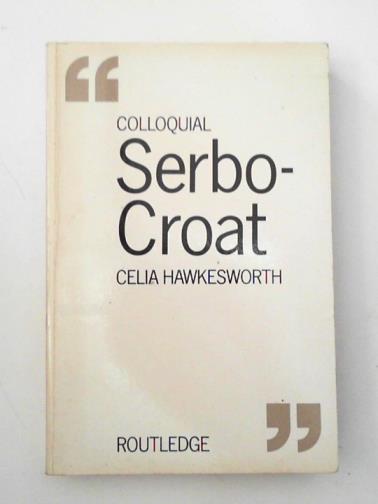 “
COLLOQUIAL
Serbo-
Croat
CELIA HAWKESWORTH
”
ROUTLEDGE